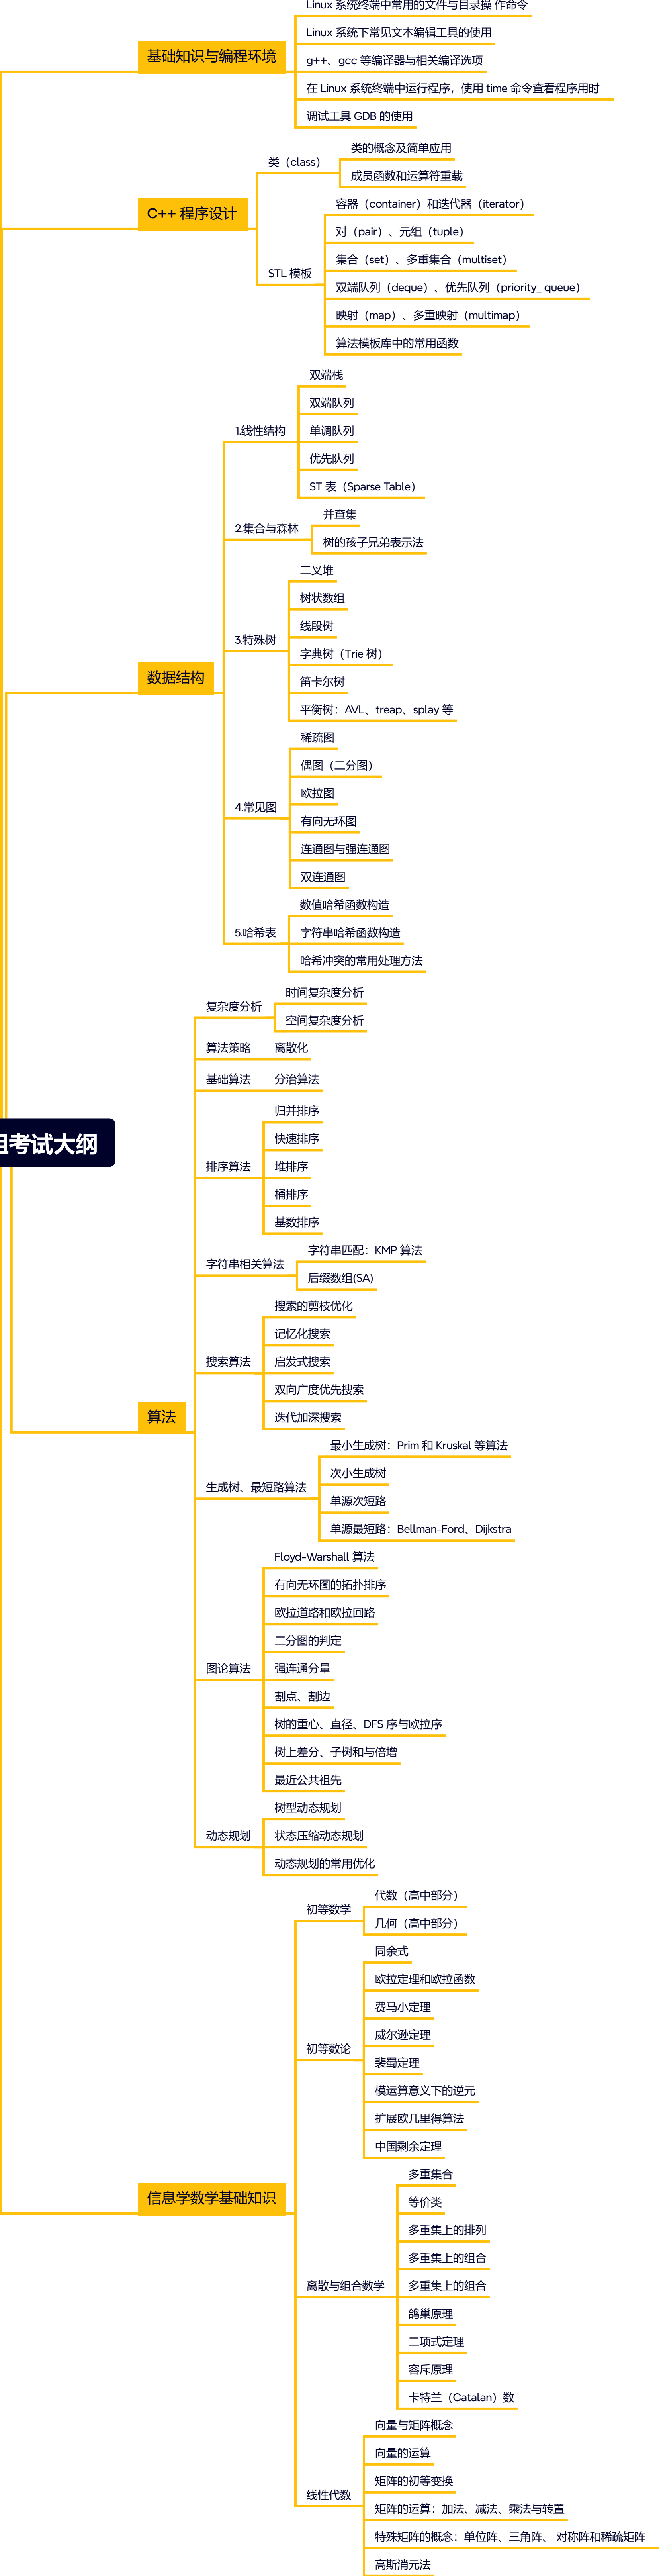 Linux 系统终端中常用的文件与目录操 作命令
Linux 系统下常见文本编辑工具的使用
基础知识与编程环境
g++、gcc 等编译器与相关编译选项
在 Linux 系统终端中运行程序，使用 time 命令查看程序用时
调试工具 GDB 的使用
C++ 程序设计
类（class）
类的概念及简单应用
成员函数和运算符重载
STL 模板
容器（container）和迭代器（iterator）
对（pair）、元组（tuple）
集合（set）、多重集合（multiset）
双端队列（deque）、优先队列（priority_ queue）
映射（map）、多重映射（multimap）
算法模板库中的常用函数
数据结构
1.线性结构
双端栈
双端队列
单调队列
优先队列
ST 表（Sparse Table）
2.集合与森林
并查集
树的孩子兄弟表示法
3.特殊树
二叉堆
树状数组
线段树
字典树（Trie 树）
笛卡尔树
平衡树：AVL、treap、splay 等
4.常见图
稀疏图
偶图（二分图）
欧拉图
有向无环图
连通图与强连通图
双连通图
5.哈希表
数值哈希函数构造
字符串哈希函数构造
哈希冲突的常用处理方法
组考试大纲
算法
复杂度分析
时间复杂度分析
空间复杂度分析
算法策略
离散化
基础算法
分治算法
排序算法
归并排序
快速排序
堆排序
桶排序
基数排序
字符串相关算法
字符串匹配：KMP 算法
后缀数组(SA)
搜索算法
搜索的剪枝优化
记忆化搜索
启发式搜索
双向广度优先搜索
迭代加深搜索
生成树、最短路算法
最小生成树：Prim 和 Kruskal 等算法
次小生成树
单源次短路
单源最短路：Bellman-Ford、Dijkstra
图论算法
Floyd-Warshall 算法
有向无环图的拓扑排序
欧拉道路和欧拉回路
二分图的判定
强连通分量
割点、割边
树的重心、直径、DFS 序与欧拉序
树上差分、子树和与倍增
最近公共祖先
动态规划
树型动态规划
状态压缩动态规划
动态规划的常用优化
信息学数学基础知识
初等数学
代数（高中部分）
几何（高中部分）
初等数论
同余式
欧拉定理和欧拉函数
费马小定理
威尔逊定理
裴蜀定理
模运算意义下的逆元
扩展欧几里得算法
中国剩余定理
离散与组合数学
多重集合
等价类
多重集上的排列
多重集上的组合
多重集上的组合
鸽巢原理
二项式定理
容斥原理
卡特兰（Catalan）数
线性代数
向量与矩阵概念
向量的运算
矩阵的初等变换
矩阵的运算：加法、减法、乘法与转置
特殊矩阵的概念：单位阵、三角阵、 对称阵和稀疏矩阵
高斯消元法